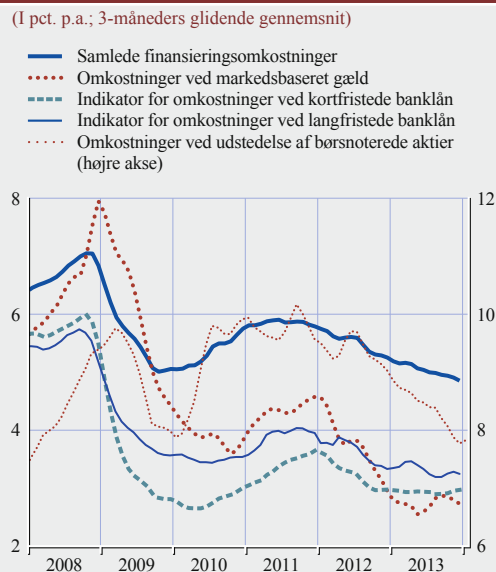 (I pct. p.a.; 3-måneders glidende gennemsnit)
Samlede finansieringsomkostninger
Omkostninger ved markedsbaseret gæld
Indikator for omkostninger ved kortfristede banklån
Indikator for omkostninger ved langfristede banklån
Omkostninger ved udstedelse af børsnoterede aktier
(højre akse)
8 12
6 10
4 8
2 6
2008 2009 2010 2011 2012 2013